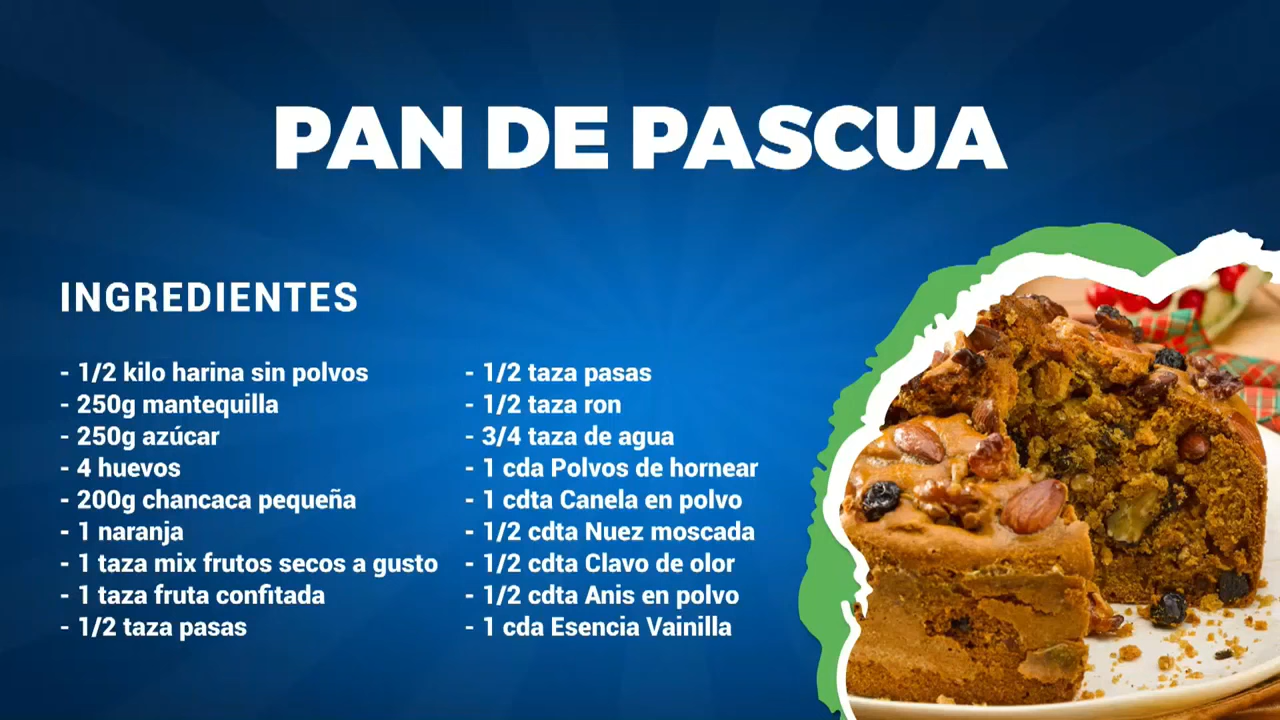 PAN DE PASCUA
INGREDIENTES
- 1/2 kilo harina sin polvos
- 250g mantequilla
- 250g azúcar
- 4 huevos
- 200g chancaca pequeña
- 1 naranja
- 1 taza mix frutos secos a gusto
- 1 taza fruta confitada
- 1/2 taza pasas
- 1/2 taza pasas
- 1/2 taza ron
- 3/4 taza de agua
- 1 cda Polvos de hornear
- 1 cdta Canela en polvo
- 1/2 cdta Nuez moscada
- 1/2 cdta Clavo de olor
- 1/2 cdta Anis en polvo
- 1 cda Esencia Vainilla